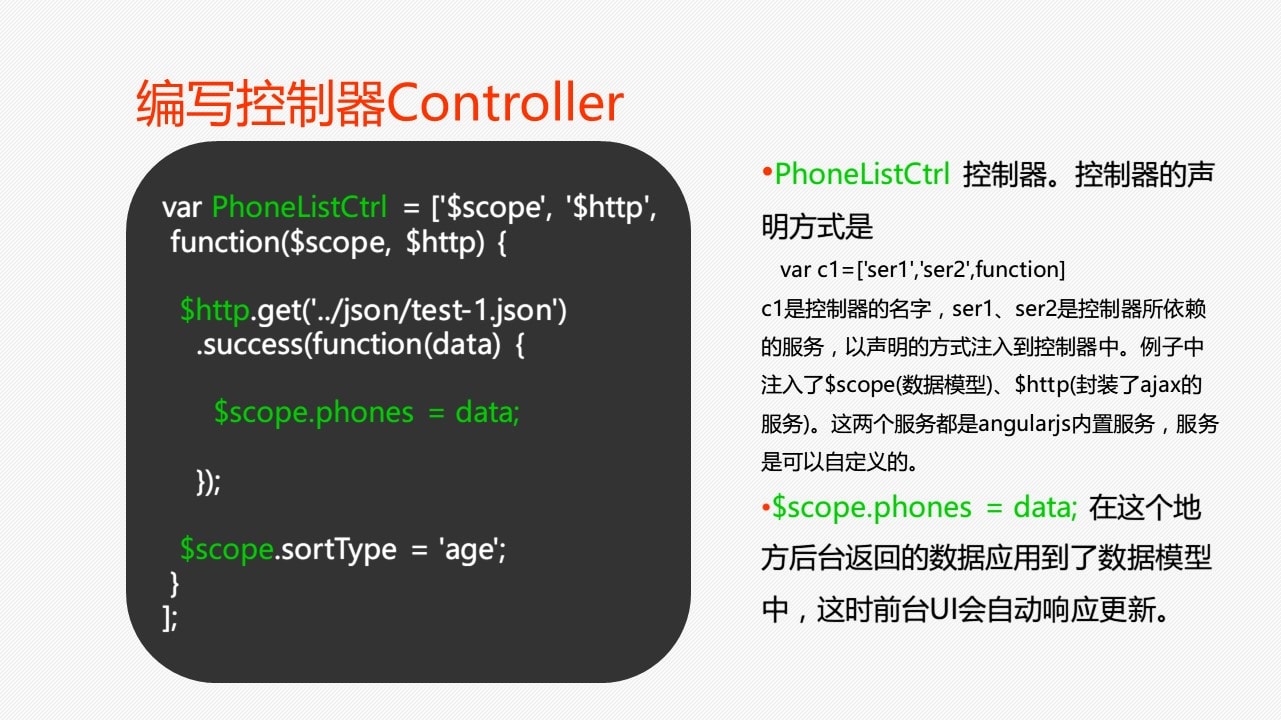 编写控制器Controller
var PhoneListCtrl = ['$scope', '$http',
function($scope, $http) {
$http.get('../json/test-1.json')
.success(function(data) {
$scope.phones = data;
});
$scope.sortType = 'age';
}
];
•PhoneListCtrl 控制器。控制器的声
明方式是
var c1=['ser1','ser2',function]
c1是控制器的名字，ser1、ser2是控制器所依赖
的服务，以声明的方式注入到控制器中。例子中
注入了$scope(数据模型)、$http(封装了ajax的
服务)。这两个服务都是angularjs内置服务，服务
是可以自定义的。
•$scope.phones = data; 在这个地
方后台返回的数据应用到了数据模型
中，这时前台UI会自动响应更新。